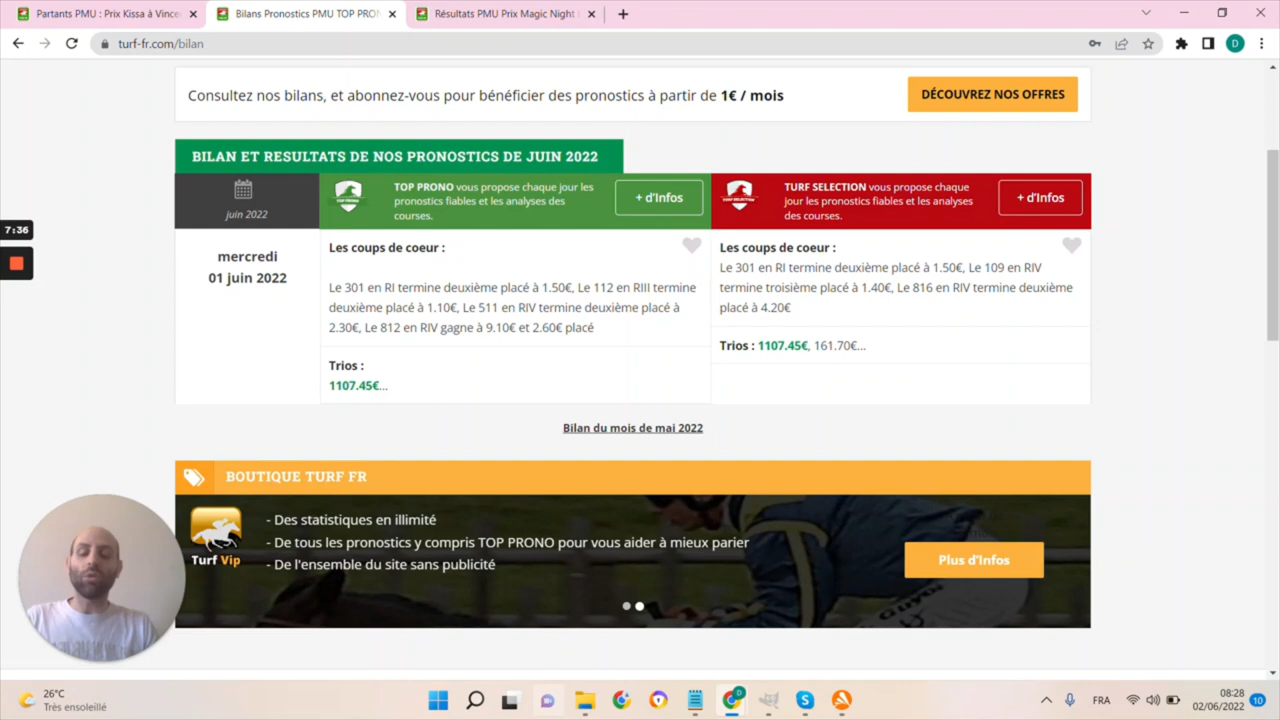 Partants PMU : Prix Kissa à Vince
Bilans Pronostics PMU TOP PRON
Résultats PMU Prix Magic Night
turf-fr.com/bilan
D
Consultez nos bilans, et abonnez-vous pour bénéficier des pronostics à partir de 1€ / mois
DÉCOUVREZ NOS OFFRES
BILAN ET RESULTATS DE NOS PRONOSTICS DE JUIN 2022
juin 2022
TOP PRONO
TOP PRONO vous propose chaque jour les
pronostics fiables et les analyses des
courses.
+ d'Infos
TURF SELECTION
TURF SELECTION vous propose chaque
jour les pronostics fiables et les analyses
des courses.
+ d'Infos
7:36
mercredi
01 juin 2022
Les coups de coeur :
Le 301 en RI termine deuxième placé à 1.50€, Le 112 en RIII termine
deuxième placé à 1.10€, Le 511 en RIV termine deuxième placé à
2.30€, Le 812 en RIV gagne à 9.10€ et 2.60€ placé
Trios :
1107.45€...
Les coups de coeur :
Le 301 en RI termine deuxième placé à 1.50€, Le 109 en RIV
termine troisième placé à 1.40€, Le 816 en RIV termine deuxième
placé à 4.20€
Trios : 1107.45€, 161.70€...
Bilan du mois de mai 2022
BOUTIQUE TURF FR
Turf Vip
- Des statistiques en illimité
- De tous les pronostics y compris TOP PRONO pour vous aider à mieux parier
- De l'ensemble du site sans publicité
Plus d'Infos
26°C
Très ensoleillé
D
FRA
08:28
02/06/2022
10